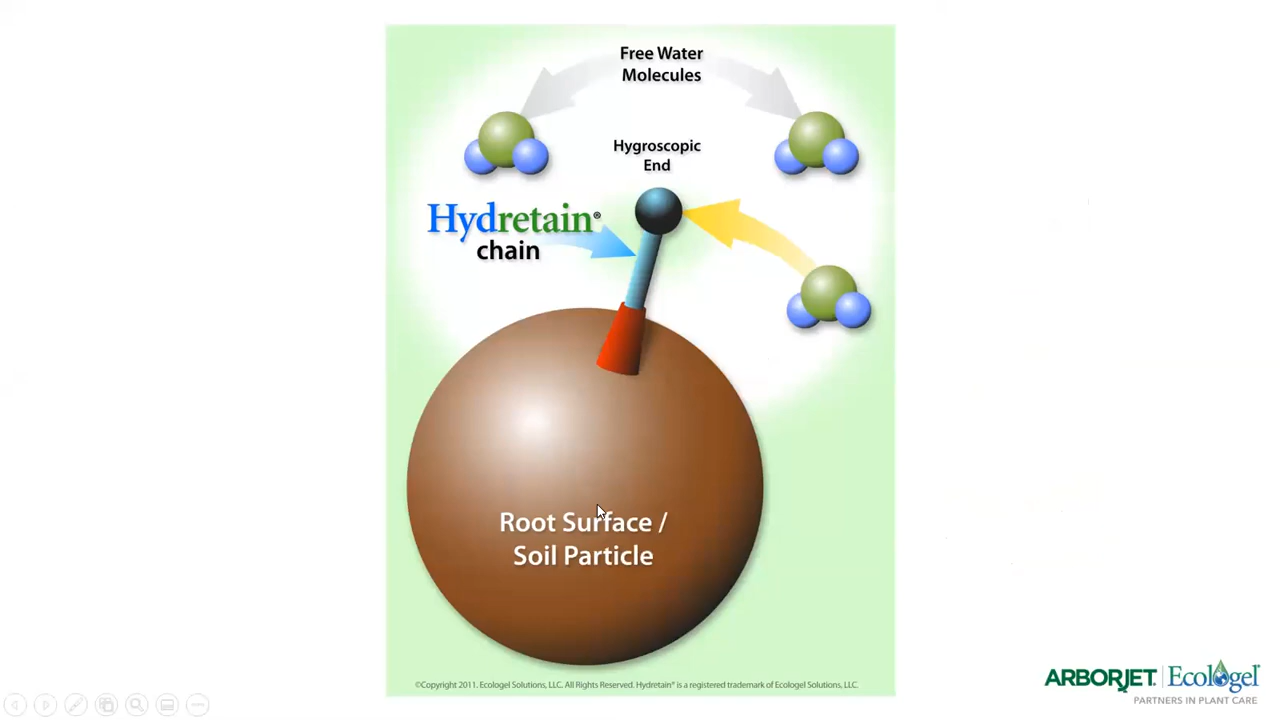 Free Water
Molecules
Hygroscopic
End
Hydretain®
chain
Root Surface /
Soil Particle
©Copyright 2011. Ecologel Solutions, LLC. All Rights Reserved. Hydretain® is a registered trademark of Ecologel Solutions, LLC.
ARBORJET. Ecologel®
PARTNERS IN PLANT CARE